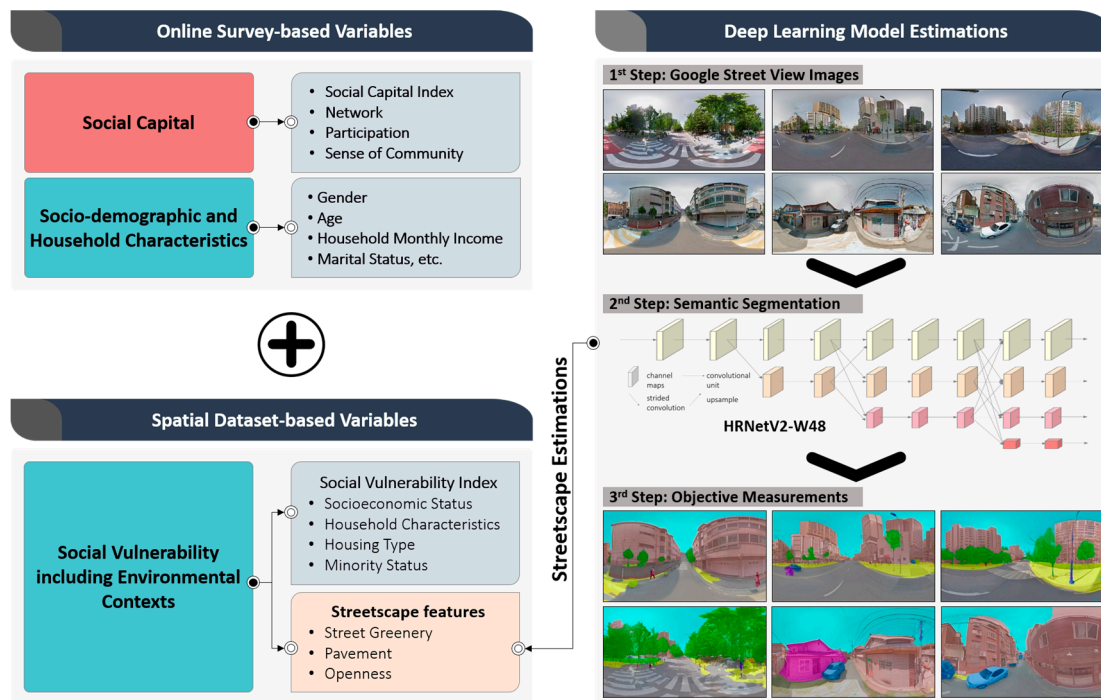 Online Survey-based Variables
Social Capital
• Social Capital Index
• Network
• Participation
• Sense of Community
Socio-demographic and
Household Characteristics
• Gender
• Age
• Household Monthly Income
• Marital Status, etc.
Spatial Dataset-based Variables
Social Vulnerability
including Environmental
Contexts
Social Vulnerability Index
• Socioeconomic Status
• Household Characteristics
• Housing Type
• Minority Status
Streetscape features
• Street Greenery
• Pavement
• Openness
Streetscape Estimations
Deep Learning Model Estimations
1st Step: Google Street View Images
2nd Step: Semantic Segmentation
channel
maps
convolutional
unit
strided
convolution
upsample
HRNetV2-W48
3rd Step: Objective Measurements